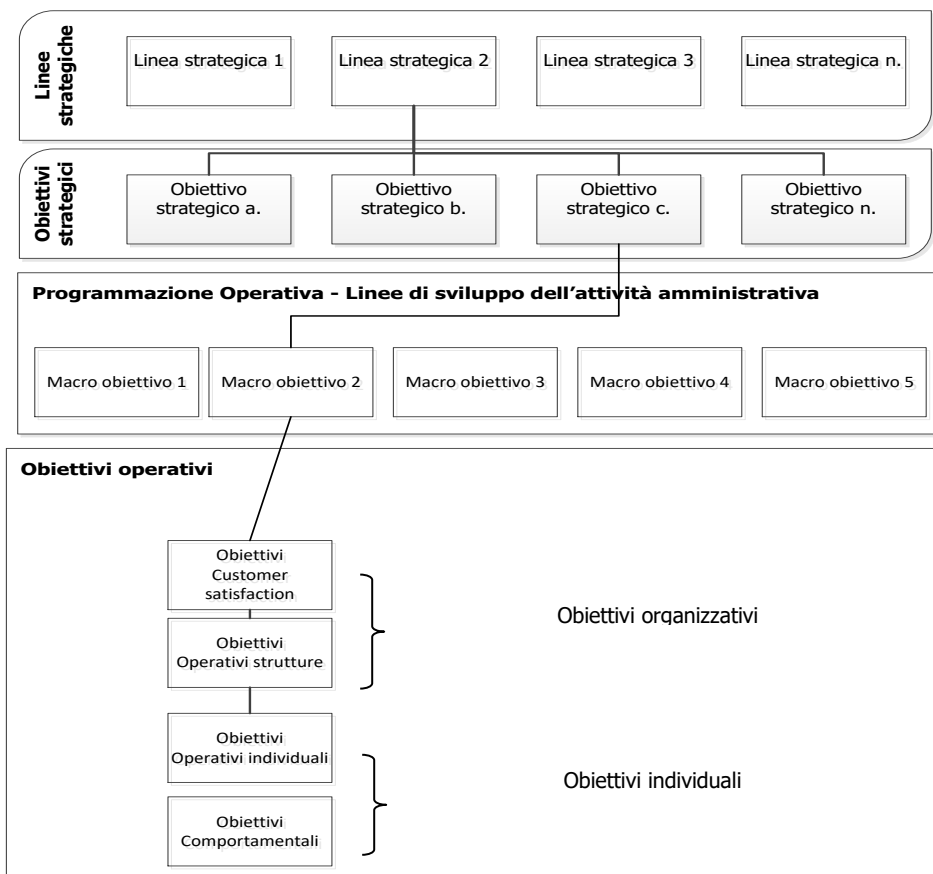 Linee
strategiche
Linea strategica 1
Linea strategica 2
Linea strategica 3
Linea strategica n.
Obiettivi
strategici
Obiettivo
strategico a.
Obiettivo
strategico b.
Obiettivo
strategico c.
Obiettivo
strategico n.
Programmazione Operativa - Linee di sviluppo dell'attività amministrativa
Macro obiettivo 1
Macro obiettivo 2
Macro obiettivo 3
Macro obiettivo 4
Macro obiettivo 5
Obiettivi operativi
Obiettivi
Customer
satisfaction
Obiettivi
Operativi strutture
Obiettivi organizzativi
Obiettivi
Operativi individuali
Obiettivi
Comportamentali
Obiettivi individuali